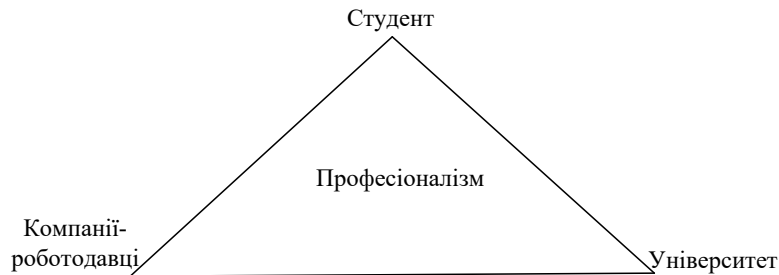 Студент
Професіоналізм
Компанії-
роботодавці
Університет